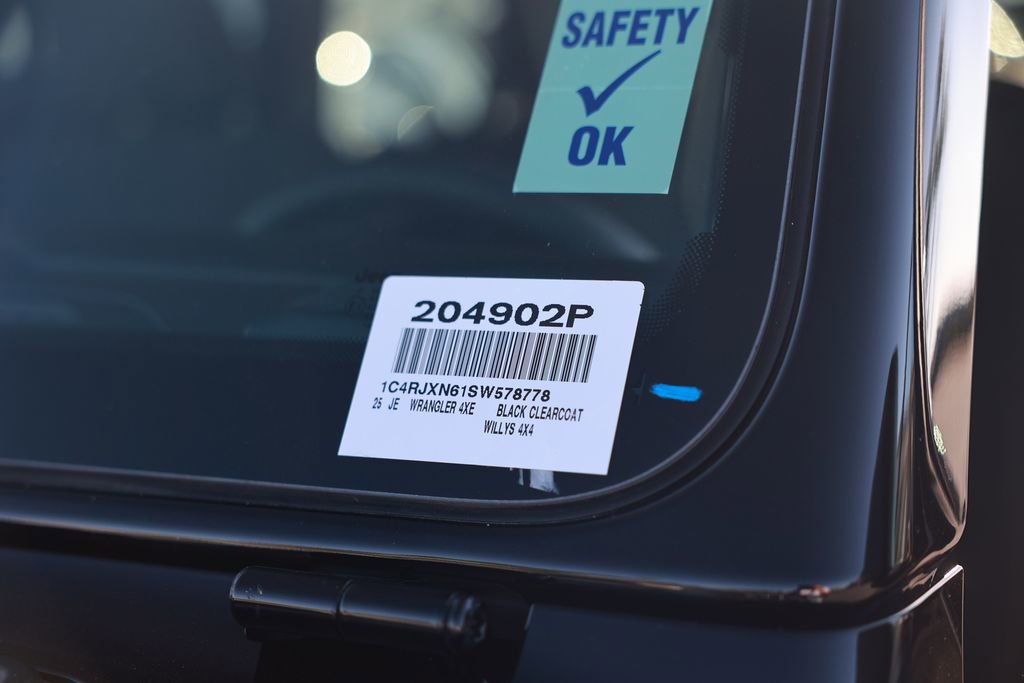 SAFETY
OK
204902P
1C4RJXN61SW578778
25 JE WRANGLER 4XE BLACK CLEARCOAT
WILLYS 4X4